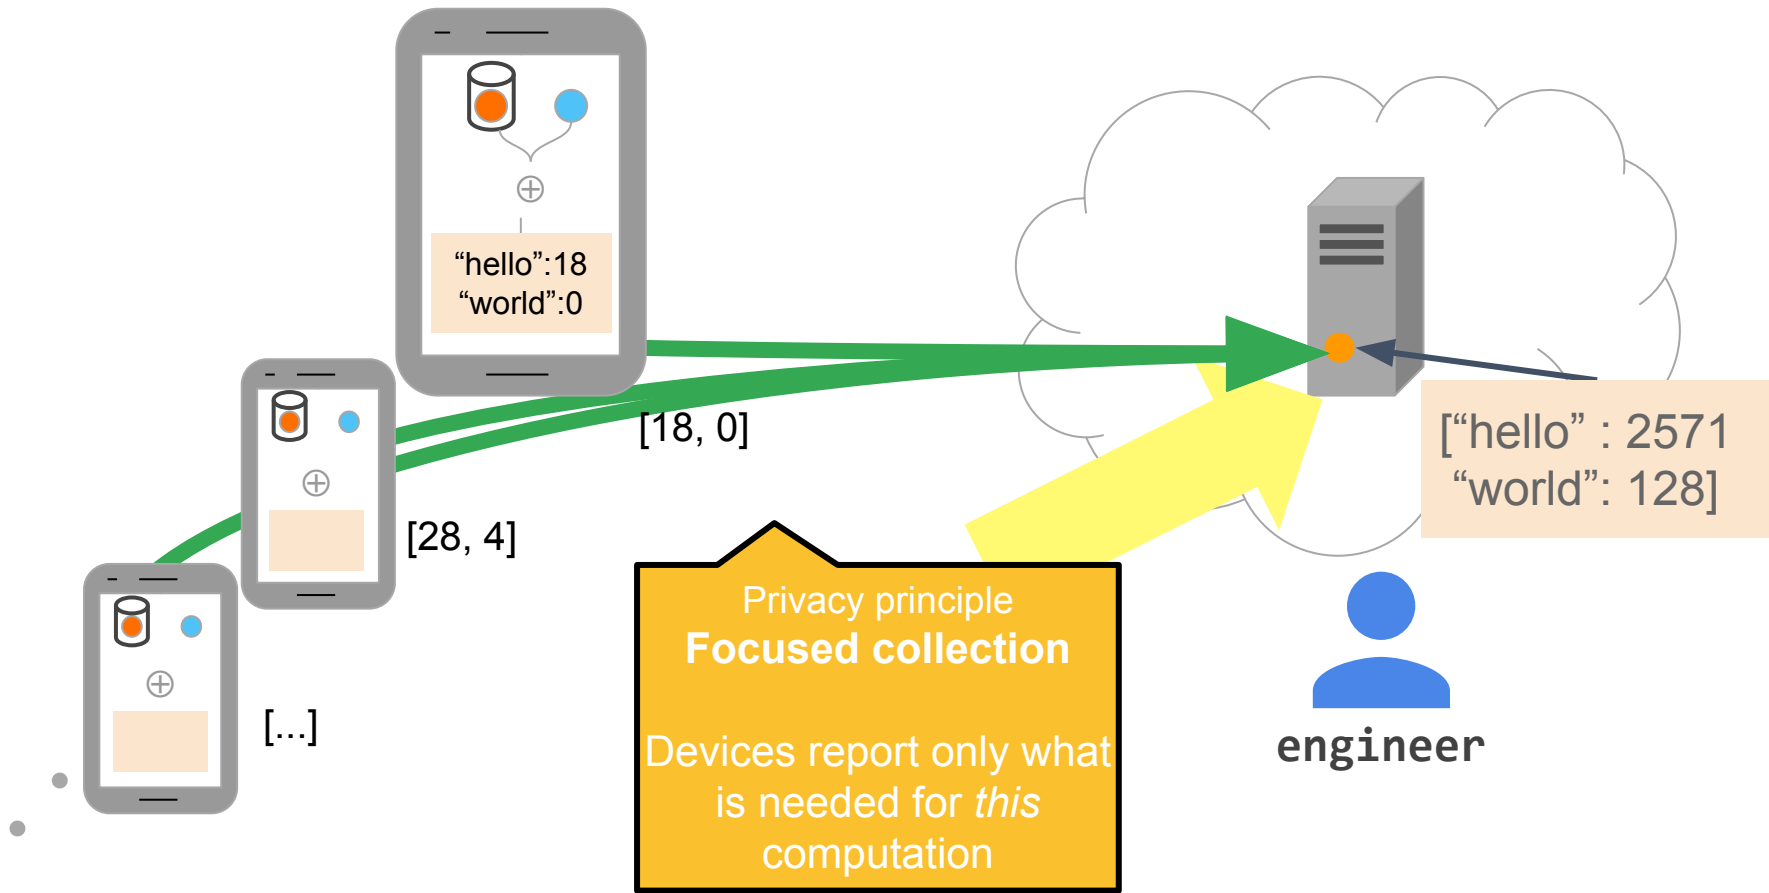 “hello”:18
“world”:0
[18, 0]
["hello" : 2571
“world”: 128]
[28, 4]
[...]
Privacy principle
Focused collection
Devices report only what
is needed for this
computation
engineer